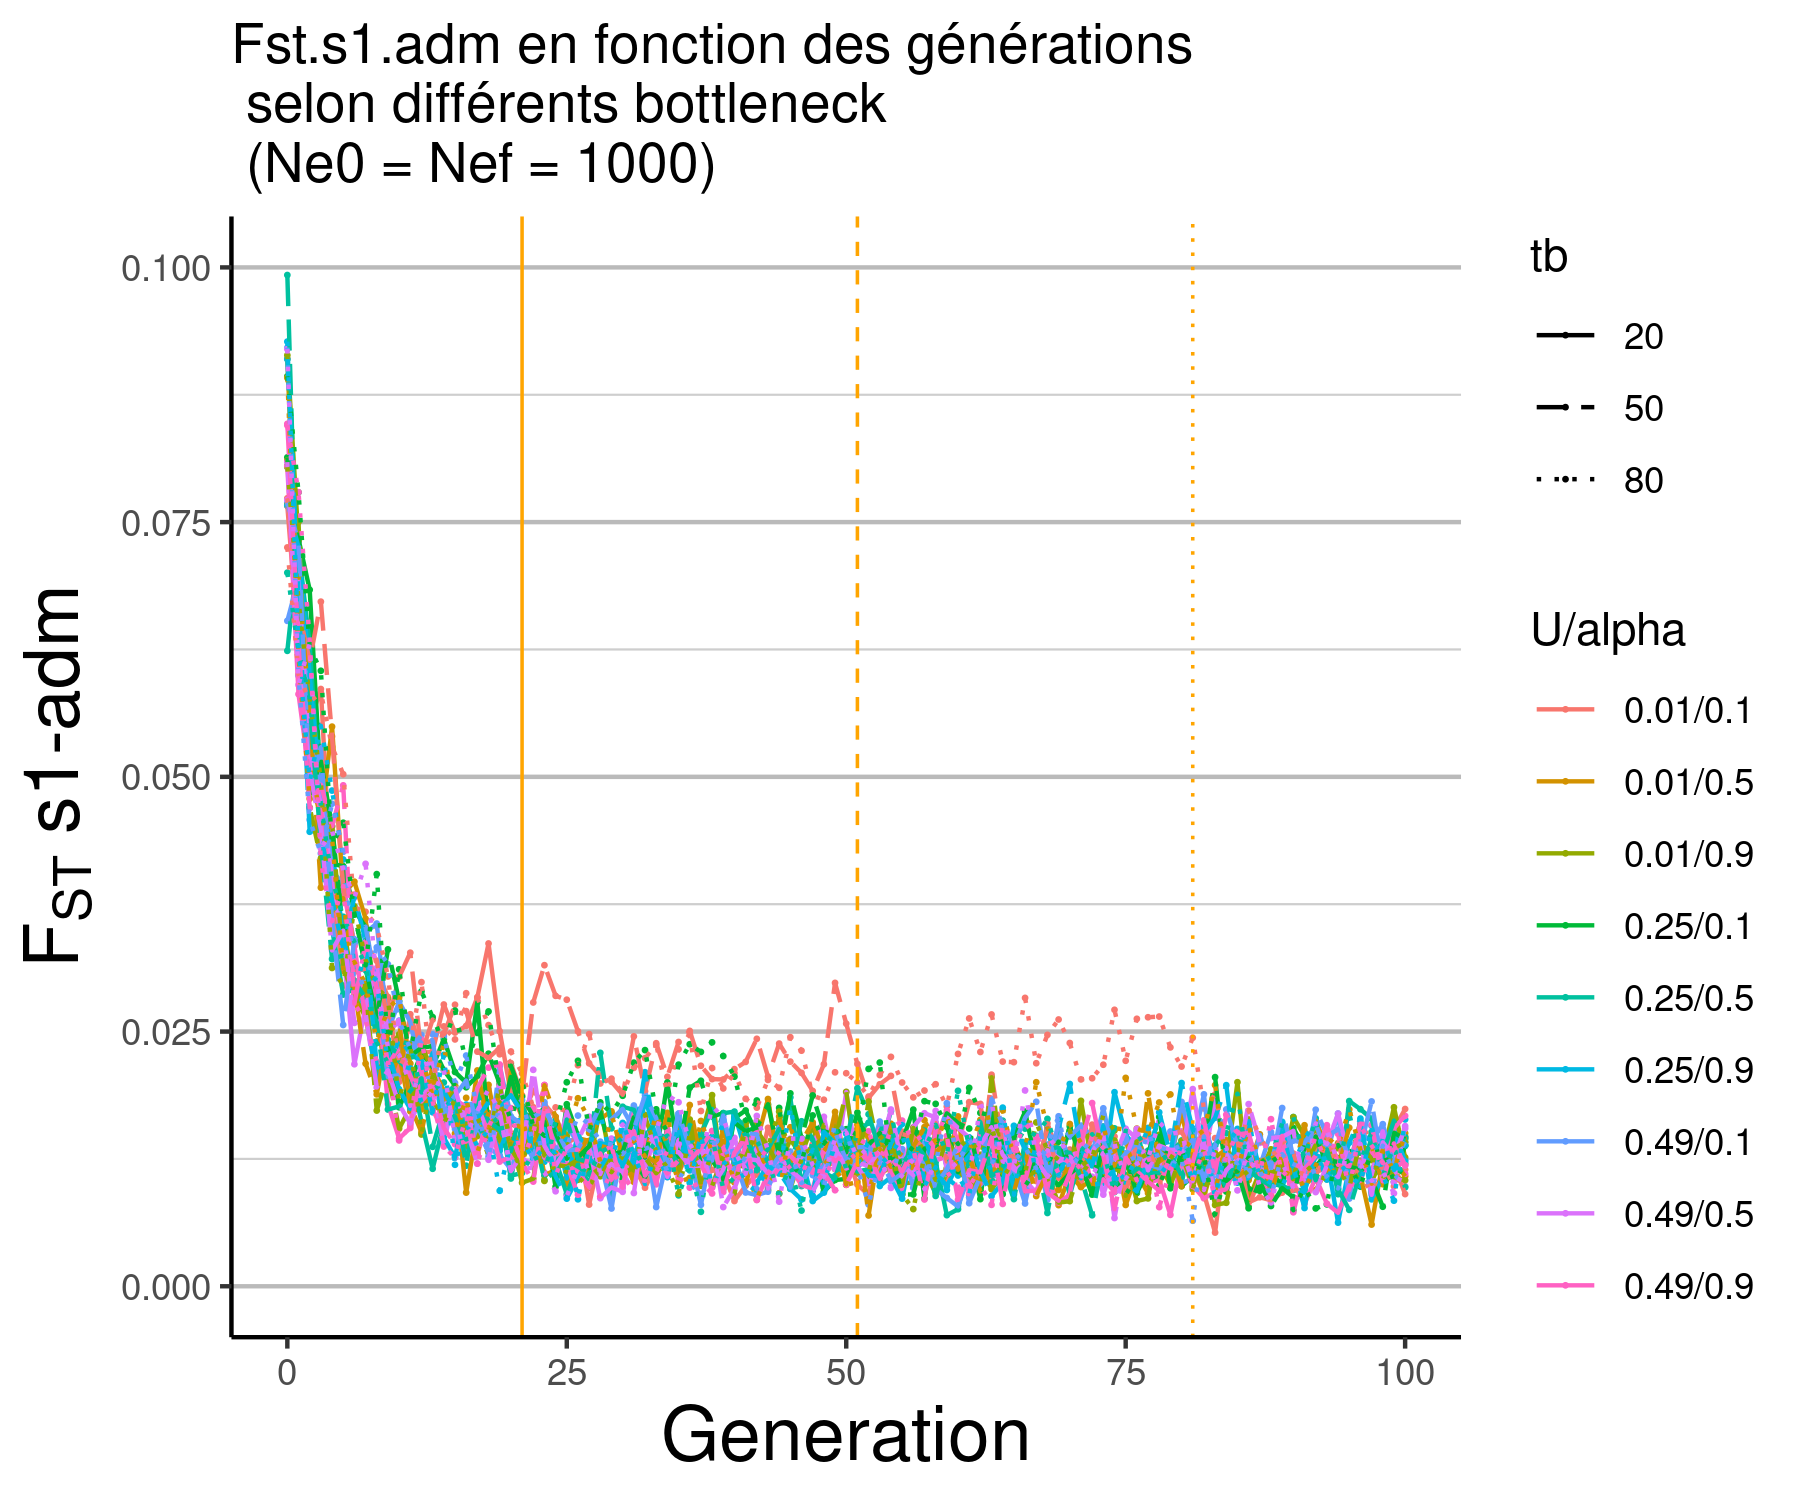 Fst.s1.adm en fonction des générations
selon différents bottleneck
(Ne0 = Nef = 1000)
F_ST s1-adm
0.100
0.075
0.050
0.025
0.000
0 25 50 75 100
Generation
tb
20
50
80
U/alpha
0.01/0.1
0.01/0.5
0.01/0.9
0.25/0.1
0.25/0.5
0.25/0.9
0.49/0.1
0.49/0.5
0.49/0.9